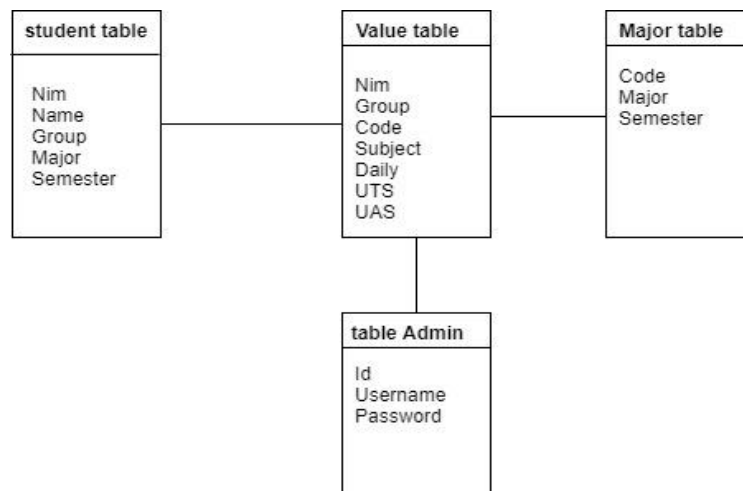 student table
Nim
Name
Group
Major
Semester
Value table
Nim
Group
Code
Subject
Daily
UTS
UAS
Major table
Code
Major
Semester
table Admin
Id
Username
Password